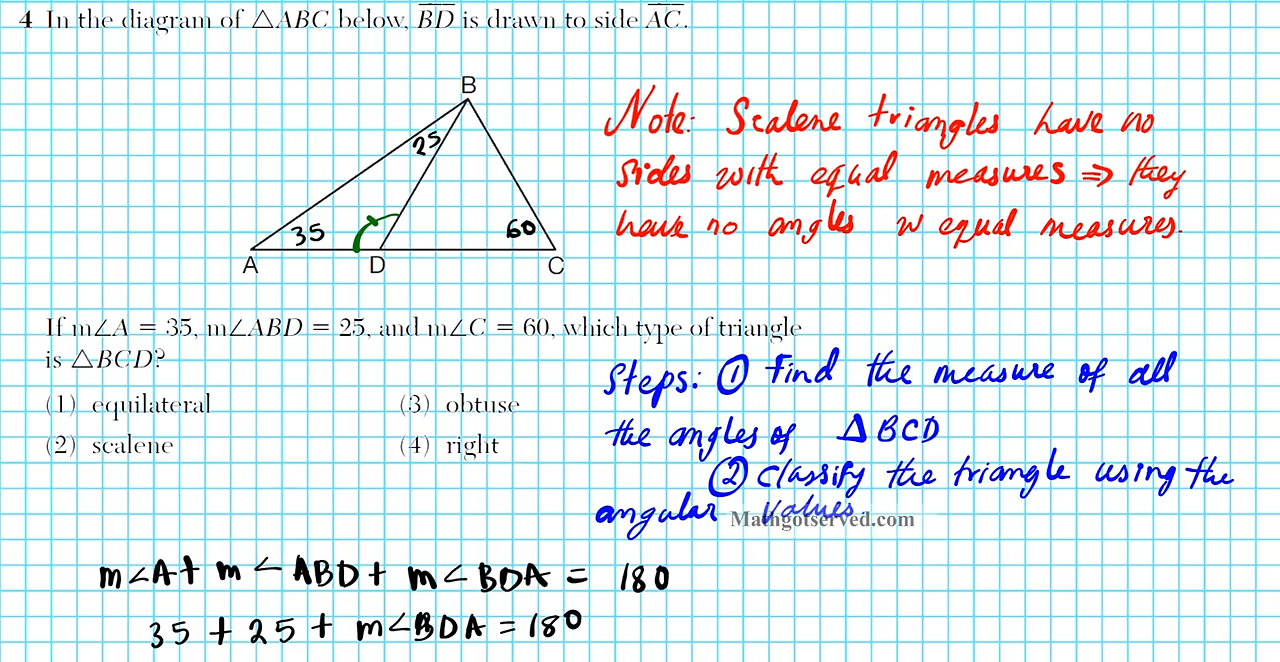 4 In the diagram of △ABC below, B̅D̅ is drawn to side A̅C̅.
B
25
35
60
A
D
C
Note: Scalene triangles have no
sides with equal measures ⇒ they
have no angles w equal measures.
If m∠A = 35, m∠ABD = 25, and m∠C = 60, which type of triangle
is △BCD?
(1) equilateral
(3) obtuse
(2) scalene
(4) right
Steps: ① Find the measure of all
the angles of △BCD
② Classify the triangle using the
angular values.
Mathgotserved.com
m∠A + m∠ABD + m∠BDA = 180
35 + 25 + m∠BDA = 180